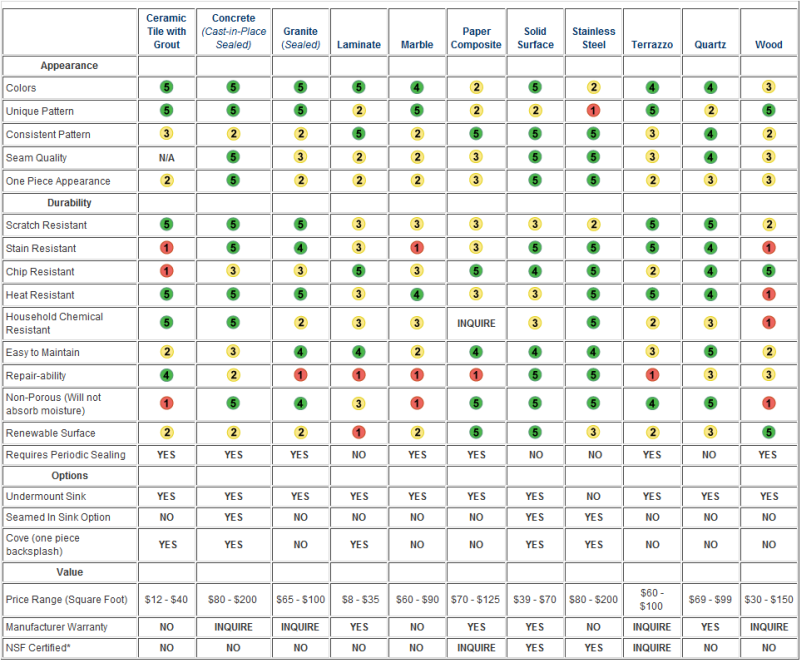 Ceramic Tile with Grout Concrete (Cast-in-Place Sealed) Granite (Sealed) Laminate Marble Paper Composite Solid Surface Stainless Steel Terrazzo Quartz Wood
Appearance
Colors 5 5 5 5 4 2 5 2 4 4 3
Unique Pattern 5 5 5 2 5 2 2 1 5 2 5
Consistent Pattern 3 2 2 5 2 5 5 5 3 4 2
Seam Quality N/A 5 3 2 2 3 5 5 3 4 3
One Piece Appearance 2 5 2 2 2 3 5 5 2 3 3
Durability
Scratch Resistant 5 5 5 3 3 3 3 2 5 5 2
Stain Resistant 1 5 4 3 1 3 5 5 5 4 1
Chip Resistant 1 3 3 5 3 5 4 5 2 4 5
Heat Resistant 5 5 5 3 4 3 3 5 5 4 1
Household Chemical Resistant 5 5 2 3 3 INQUIRE 3 5 2 3 1
Easy to Maintain 2 3 4 4 2 4 4 4 3 5 2
Repair-ability 4 2 1 1 1 1 5 5 1 3 3
Non-Porous (Will not absorb moisture) 1 5 4 3 1 5 5 5 4 5 1
Renewable Surface 2 2 2 1 2 5 5 3 2 3 5
Requires Periodic Sealing YES YES YES NO YES YES NO NO YES NO YES
Options
Undermount Sink YES YES YES YES YES YES YES NO YES YES YES
Seamed In Sink Option NO YES NO NO NO NO YES YES NO NO NO
Cove (one piece backsplash) YES YES NO YES NO NO YES YES NO NO NO
Value
Price Range (Square Foot) $12 - $40 $80 - $200 $65 - $100 $8 - $35 $60 - $90 $70 - $125 $39 - $70 $80 - $200 $60 - $100 $69 - $99 $30 - $150
Manufacturer Warranty NO INQUIRE INQUIRE YES NO YES YES NO INQUIRE YES INQUIRE
NSF Certified* NO NO NO NO NO INQUIRE YES YES INQUIRE NO NO